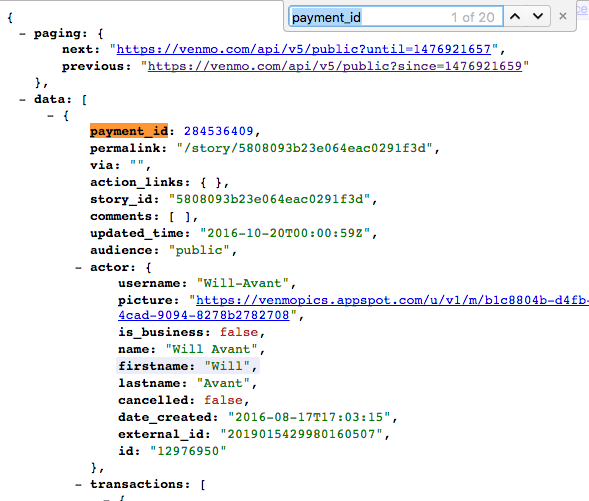 payment_id 1 of 20
{
- paging: {
next: "https://venmo.com/api/v5/public?until=1476921657",
previous: "https://venmo.com/api/v5/public?since=1476921659"
},
- data: [
- {
payment_id: 284536409,
permalink: "/story/5808093b23e064eac0291f3d",
via: "",
action_links: { },
story_id: "5808093b23e064eac0291f3d",
comments: [ ],
updated_time: "2016-10-20T00:00:59Z",
audience: "public",
- actor: {
username: "Will-Avant",
picture: "https://venmopics.appspot.com/u/v1/m/b1c8804b-d4fb-
4cad-9094-8278b2782708",
is_business: false,
name: "Will Avant",
firstname: "Will",
lastname: "Avant",
cancelled: false,
date_created: "2016-08-17T17:03:15",
external_id: "2019015429980160507",
id: "12976950"
},
- transactions: [
- {